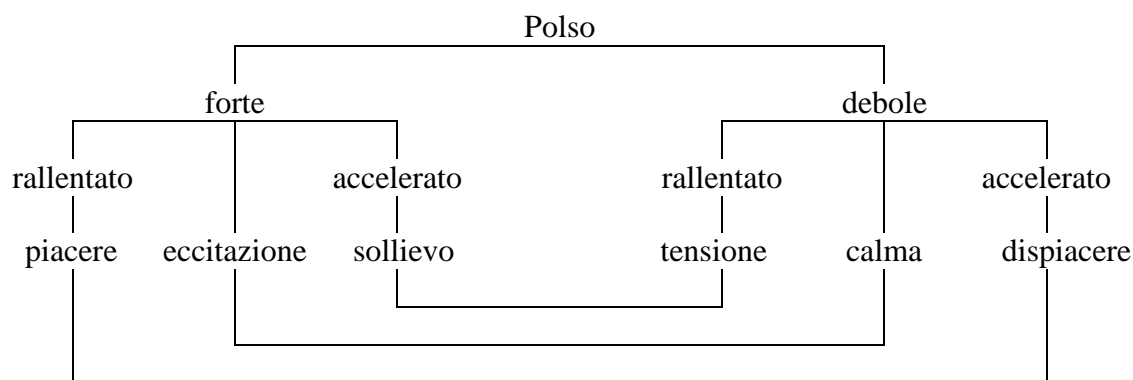 Polso
forte debole
rallentato accelerato rallentato accelerato
piacere eccitazione sollievo tensione calma dispiacere